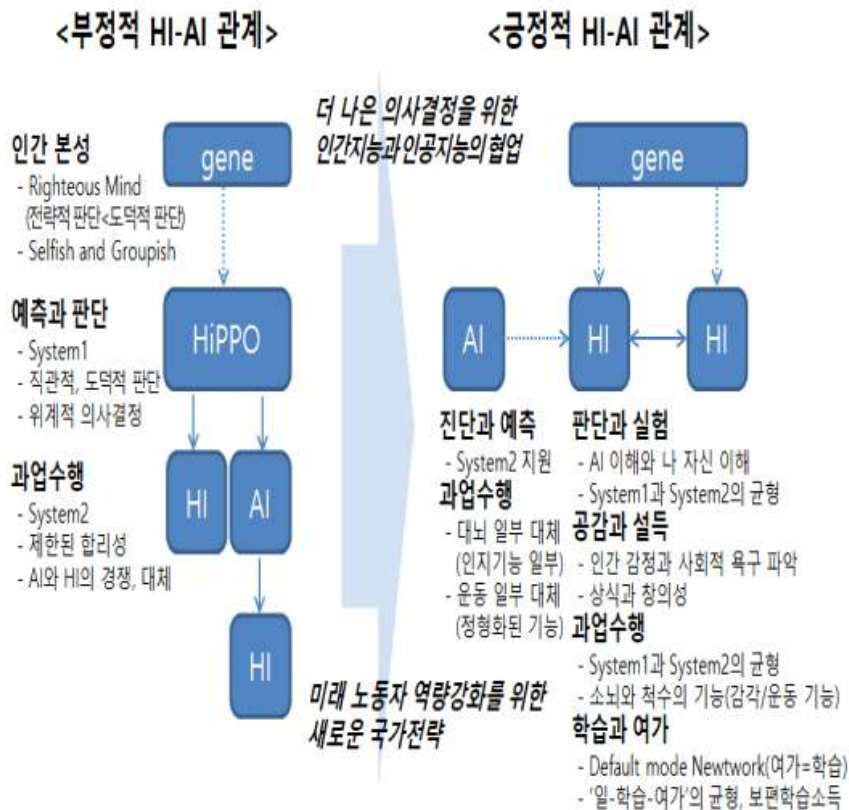 <부정적 HI-AI 관계>
<긍정적 HI-AI 관계>
더 나은 의사결정을 위한
인간지능과 인공지능의 협업
인간 본성
- Righteous Mind
(전략적 판단<도덕적 판단)
- Selfish and Groupish
gene
예측과 판단
- System1
- 직관적, 도덕적 판단
- 위계적 의사결정
HiPPO
과업수행
- System2
- 제한된 합리성
- AI와 HI의 경쟁, 대체
HI
AI
HI
미래 노동자 역량강화를 위한
새로운 국가전략
gene
AI
HI
HI
진단과 예측
- System2 지원
과업수행
- 대뇌 일부 대체
(인지기능 일부)
- 운동 일부 대체
(정형화된 기능)
판단과 실험
- AI 이해와 나 자신 이해
- System1과 System2의 균형
공감과 설득
- 인간 감정과 사회적 욕구 파악
- 상식과 창의성
과업수행
- System1과 System2의 균형
- 소뇌와 척수의 기능(감각/운동 기능)
학습과 여가
- Default mode Newtwork(여가=학습)
- '일-학습-여가'의 균형, 보편학습소득